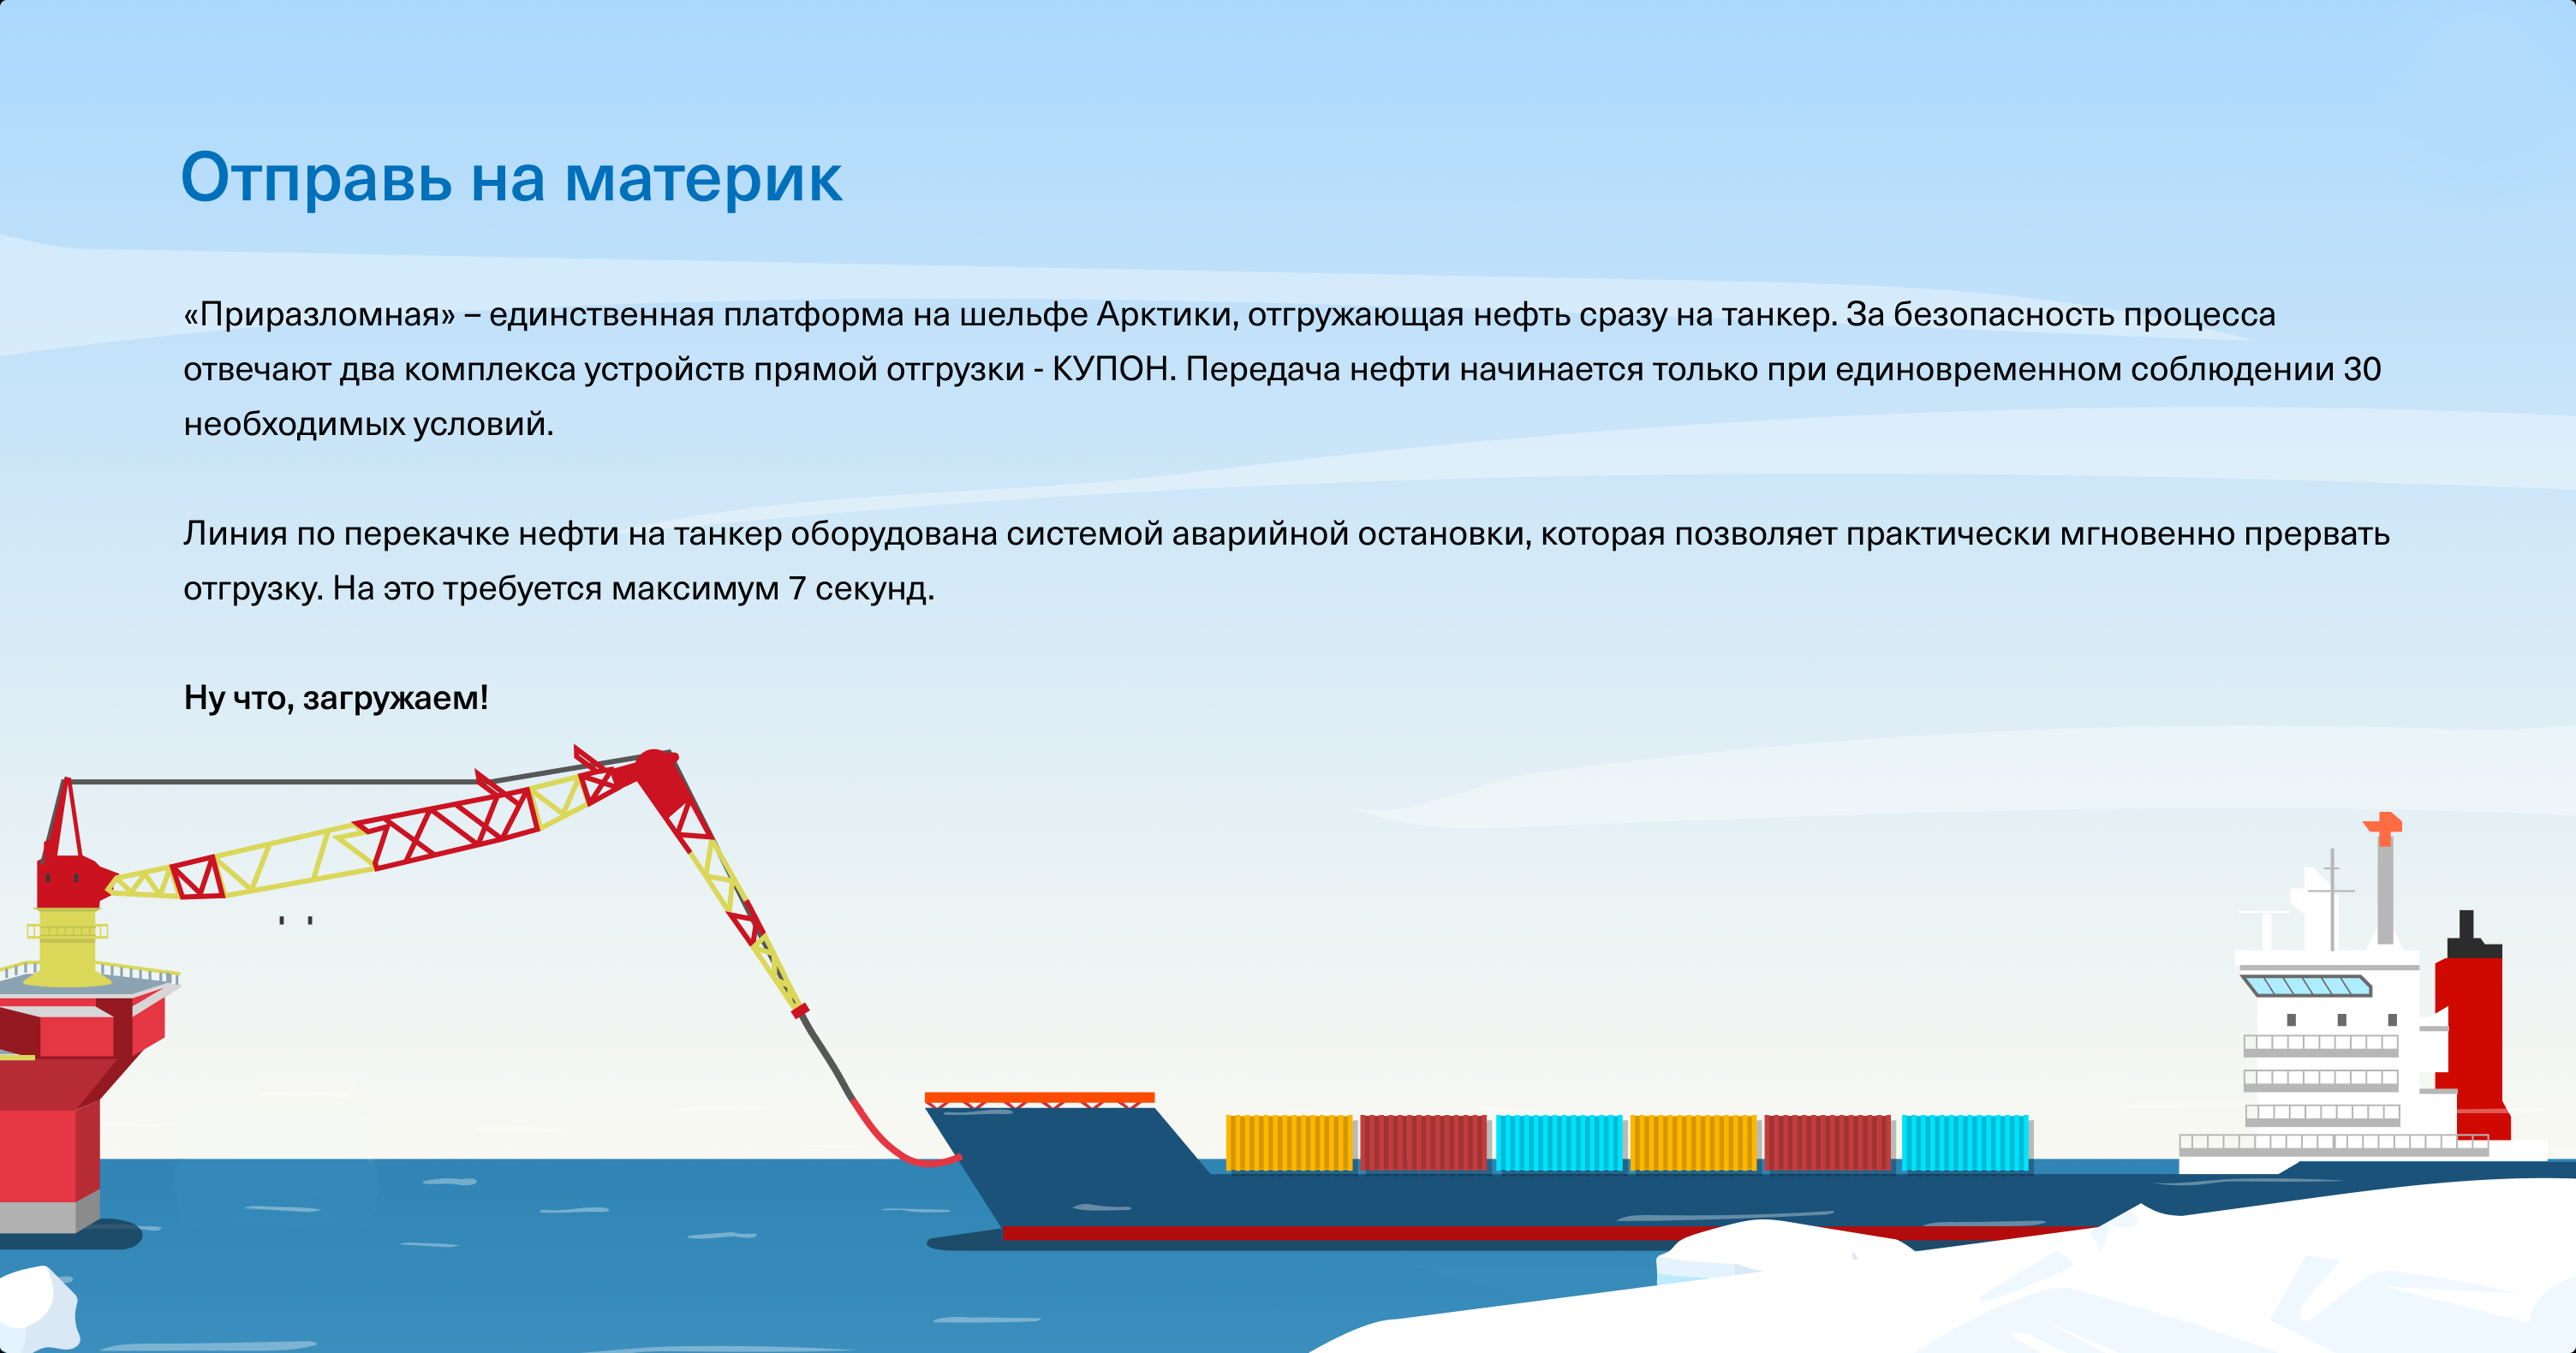 Отправь на материк
«Приразломная» – единственная платформа на шельфе Арктики, отгружающая нефть сразу на танкер. За безопасность процесса
отвечают два комплекса устройств прямой отгрузки - КУПОН. Передача нефти начинается только при единовременном соблюдении 30
необходимых условий.
Линия по перекачке нефти на танкер оборудована системой аварийной остановки, которая позволяет практически мгновенно прервать
отгрузку. На это требуется максимум 7 секунд.
Ну что, загружаем!